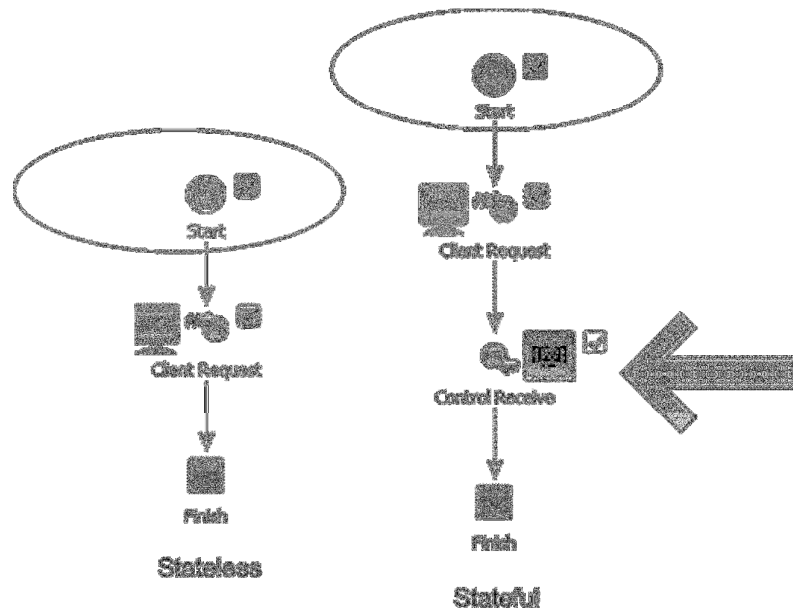 Start
Client Request
Finish
Stateless
Start
Client Request
Control Receive
Finish
Stateful